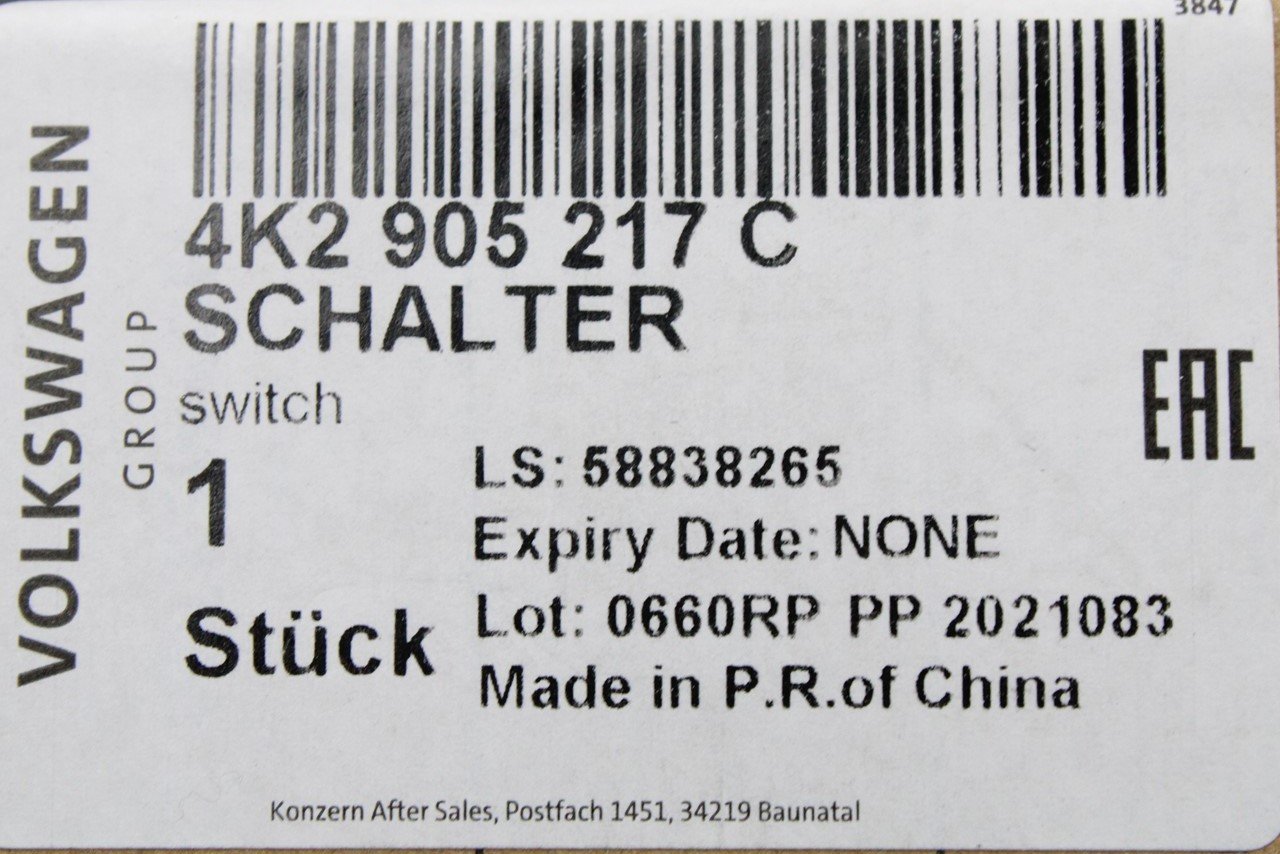 3847
VOLKSWAGEN
GROUP
4K2 905 217 C
SCHALTER
switch
1
Stück
LS: 58838265
Expiry Date: NONE
Lot: 0660RP PP 2021083
Made in P.R.of China
EAC
Konzern After Sales, Postfach 1451, 34219 Baunatal